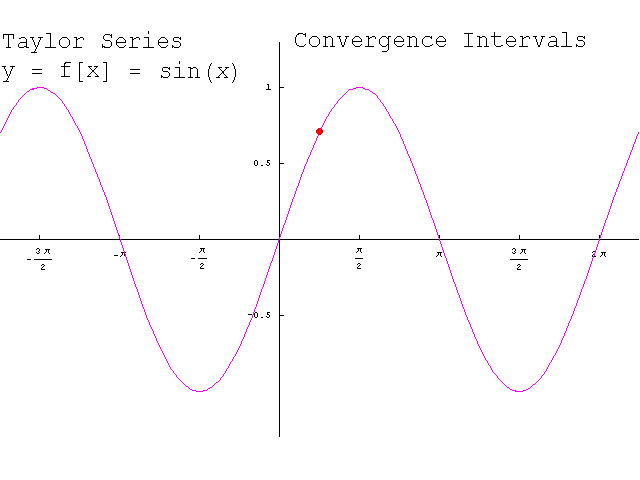 Taylor Series
Convergence Intervals
y = f[x] = sin(x)
1
0.5
-3π/2
-π
-π/2
π/2
π
3π/2
2π
-0.5